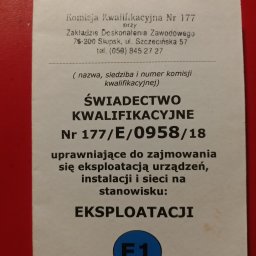 Komisja Kwalifikacyjna Nr 177
przy
Zakładzie Doskonalenia Zawodowego
76-200 Słupsk, ul. Szczecińska 57
tel. (059) 845 27 27
( nazwa, siedziba i numer komisji
kwalifikacyjnej)
ŚWIADECTWO
KWALIFIKACYJNE
Nr 177/E/0958/18
uprawniające do zajmowania
się eksploatacją urządzeń,
instalacji i sieci na
stanowisku:
EKSPLOATACJI
E1